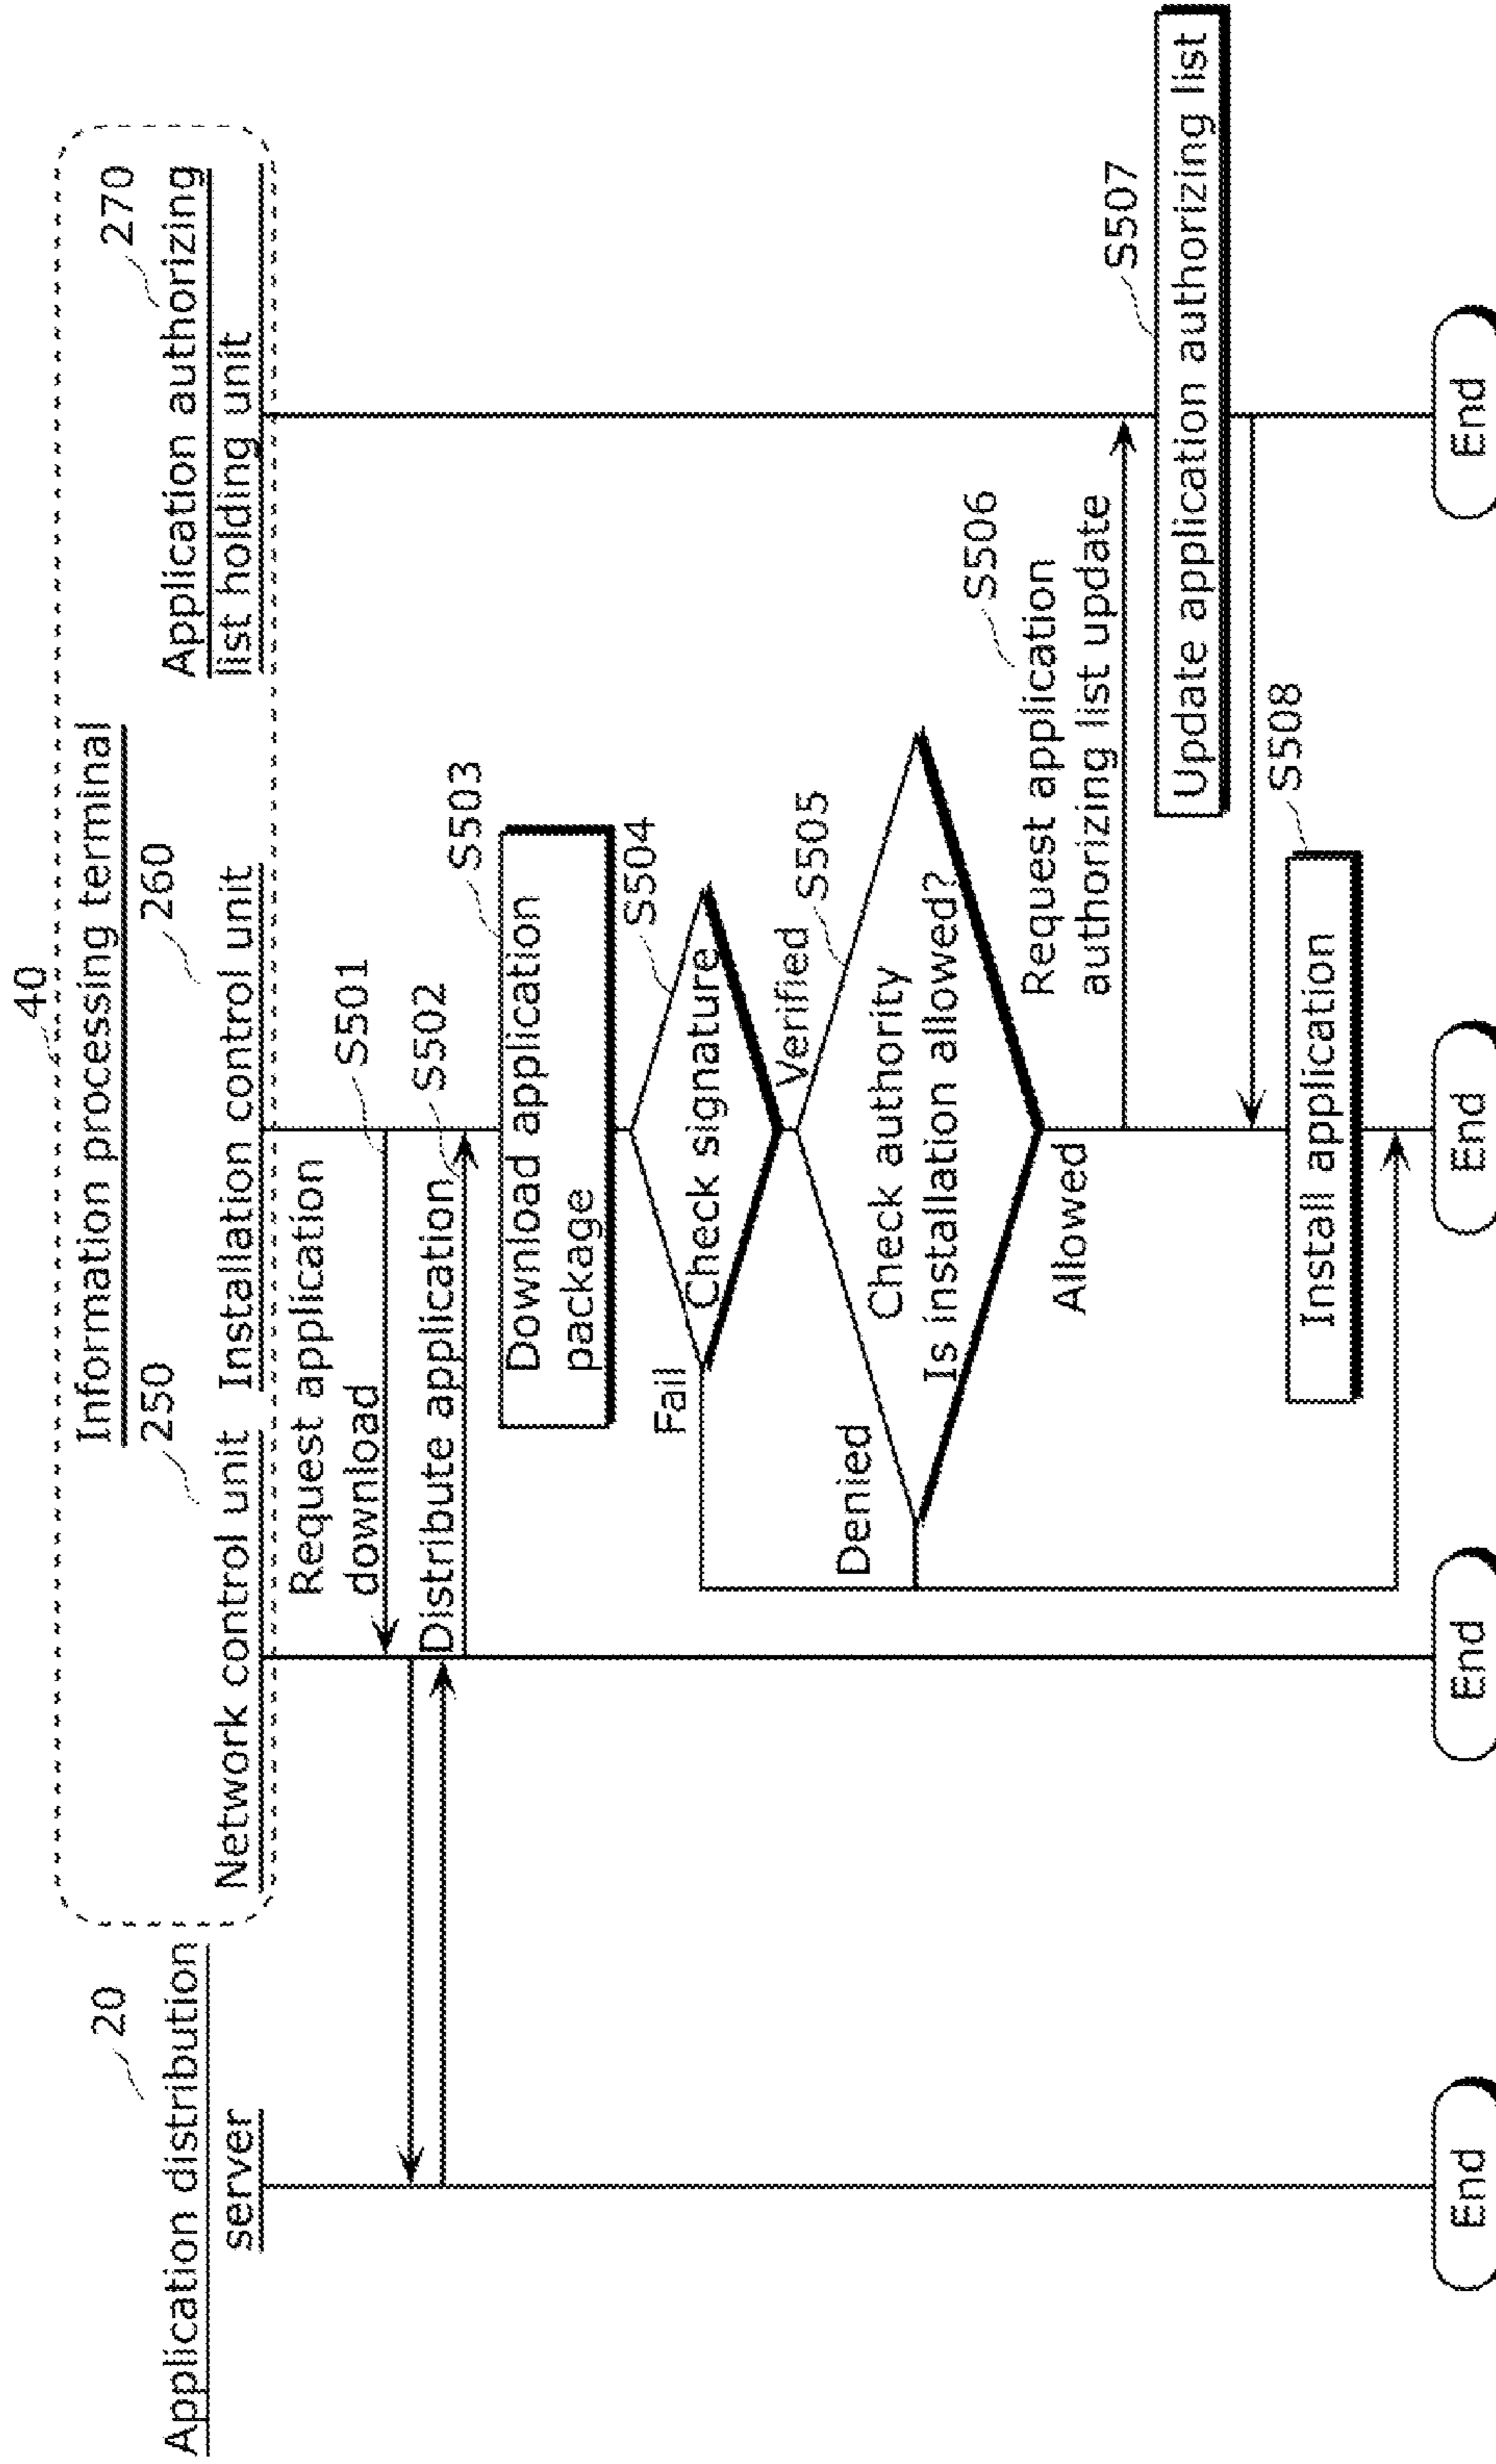 40
Information processing terminal
20
250
260
270
Application distribution
server
Network control unit
Installation control unit
Application authorizing
list holding unit
Request application
download
S501
Distribute application
S502
S503
Download application
package
S504
Check signature
Fail
Verified
S505
Check authority
Is installation allowed?
Denied
Allowed
S506
Request application
authorizing list update
S507
Update application authorizing list
S508
Install application
End
End
End
End